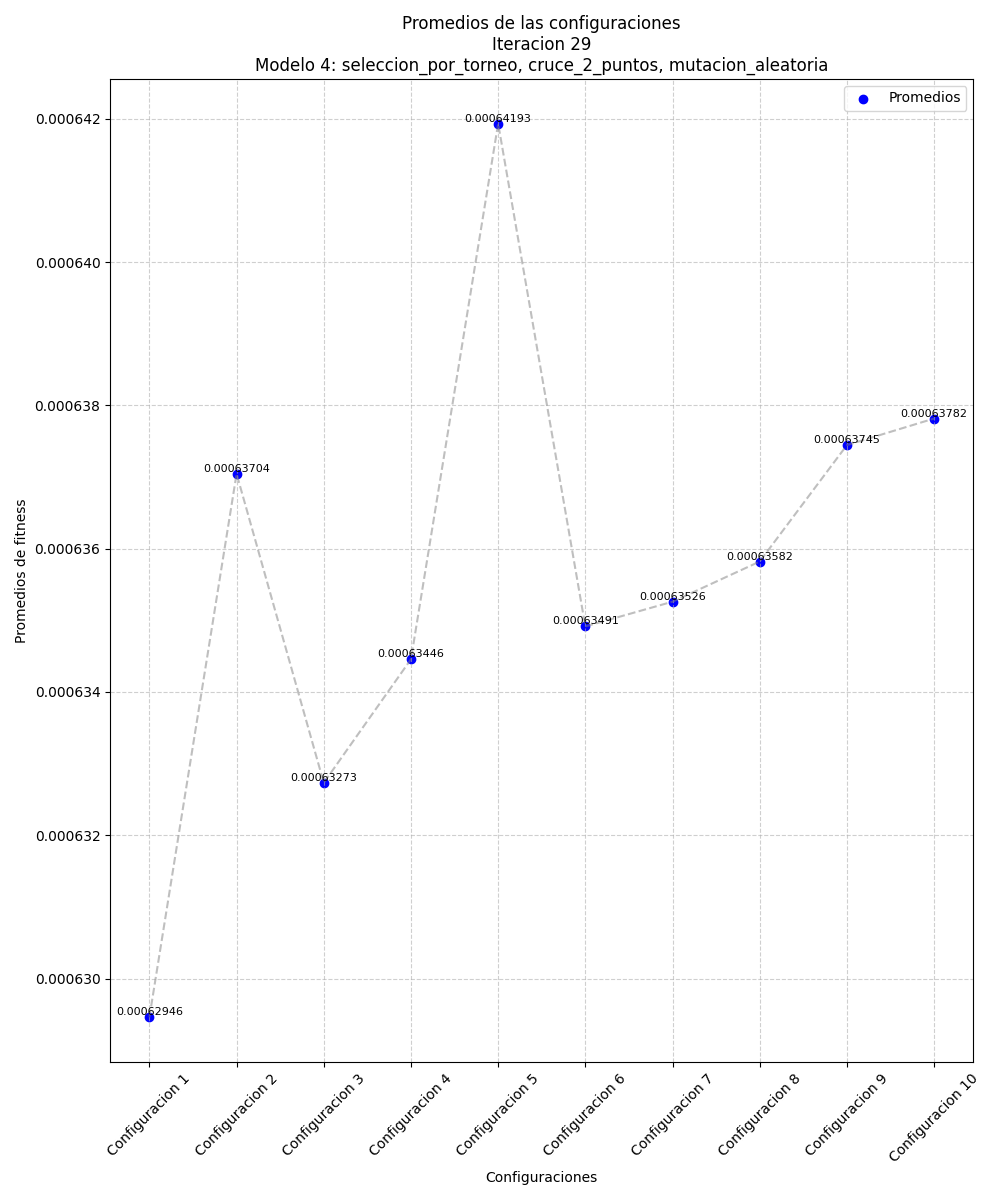 Promedios de las configuraciones
Iteracion 29
Modelo 4: seleccion_por_torneo, cruce_2_puntos, mutacion_aleatoria
Promedios
0.000642
0.000640
0.000638
0.000636
0.000634
0.000632
0.000630
Promedios de fitness
0.00062946
0.00063704
0.00063273
0.00063446
0.00064193
0.00063491
0.00063526
0.00063582
0.00063745
0.00063782
Configuracion 1
Configuracion 2
Configuracion 3
Configuracion 4
Configuracion 5
Configuracion 6
Configuracion 7
Configuracion 8
Configuracion 9
Configuracion 10
Configuraciones